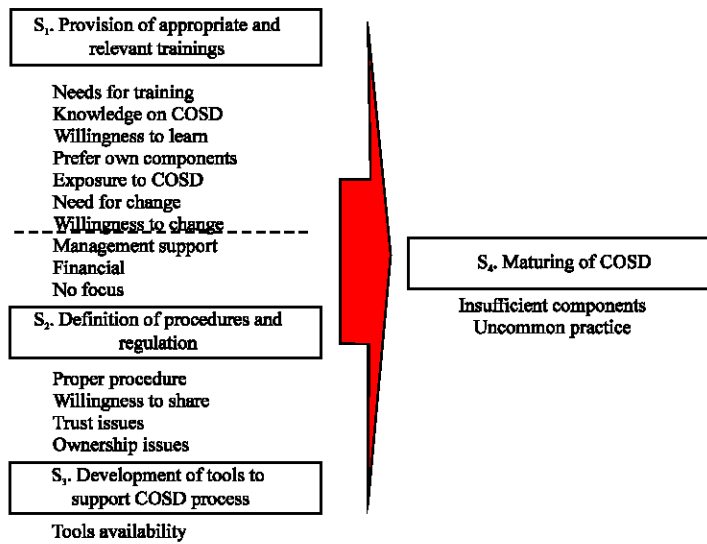 S₁. Provision of appropriate and
relevant trainings
Needs for training
Knowledge on COSD
Willingness to learn
Prefer own components
Exposure to COSD
Need for change
Willingness to change
Management support
Financial
No focus
S₂. Definition of procedures and
regulation
Proper procedure
Willingness to share
Trust issues
Ownership issues
S₃. Development of tools to
support COSD process
Tools availability
S₄. Maturing of COSD
Insufficient components
Uncommon practice